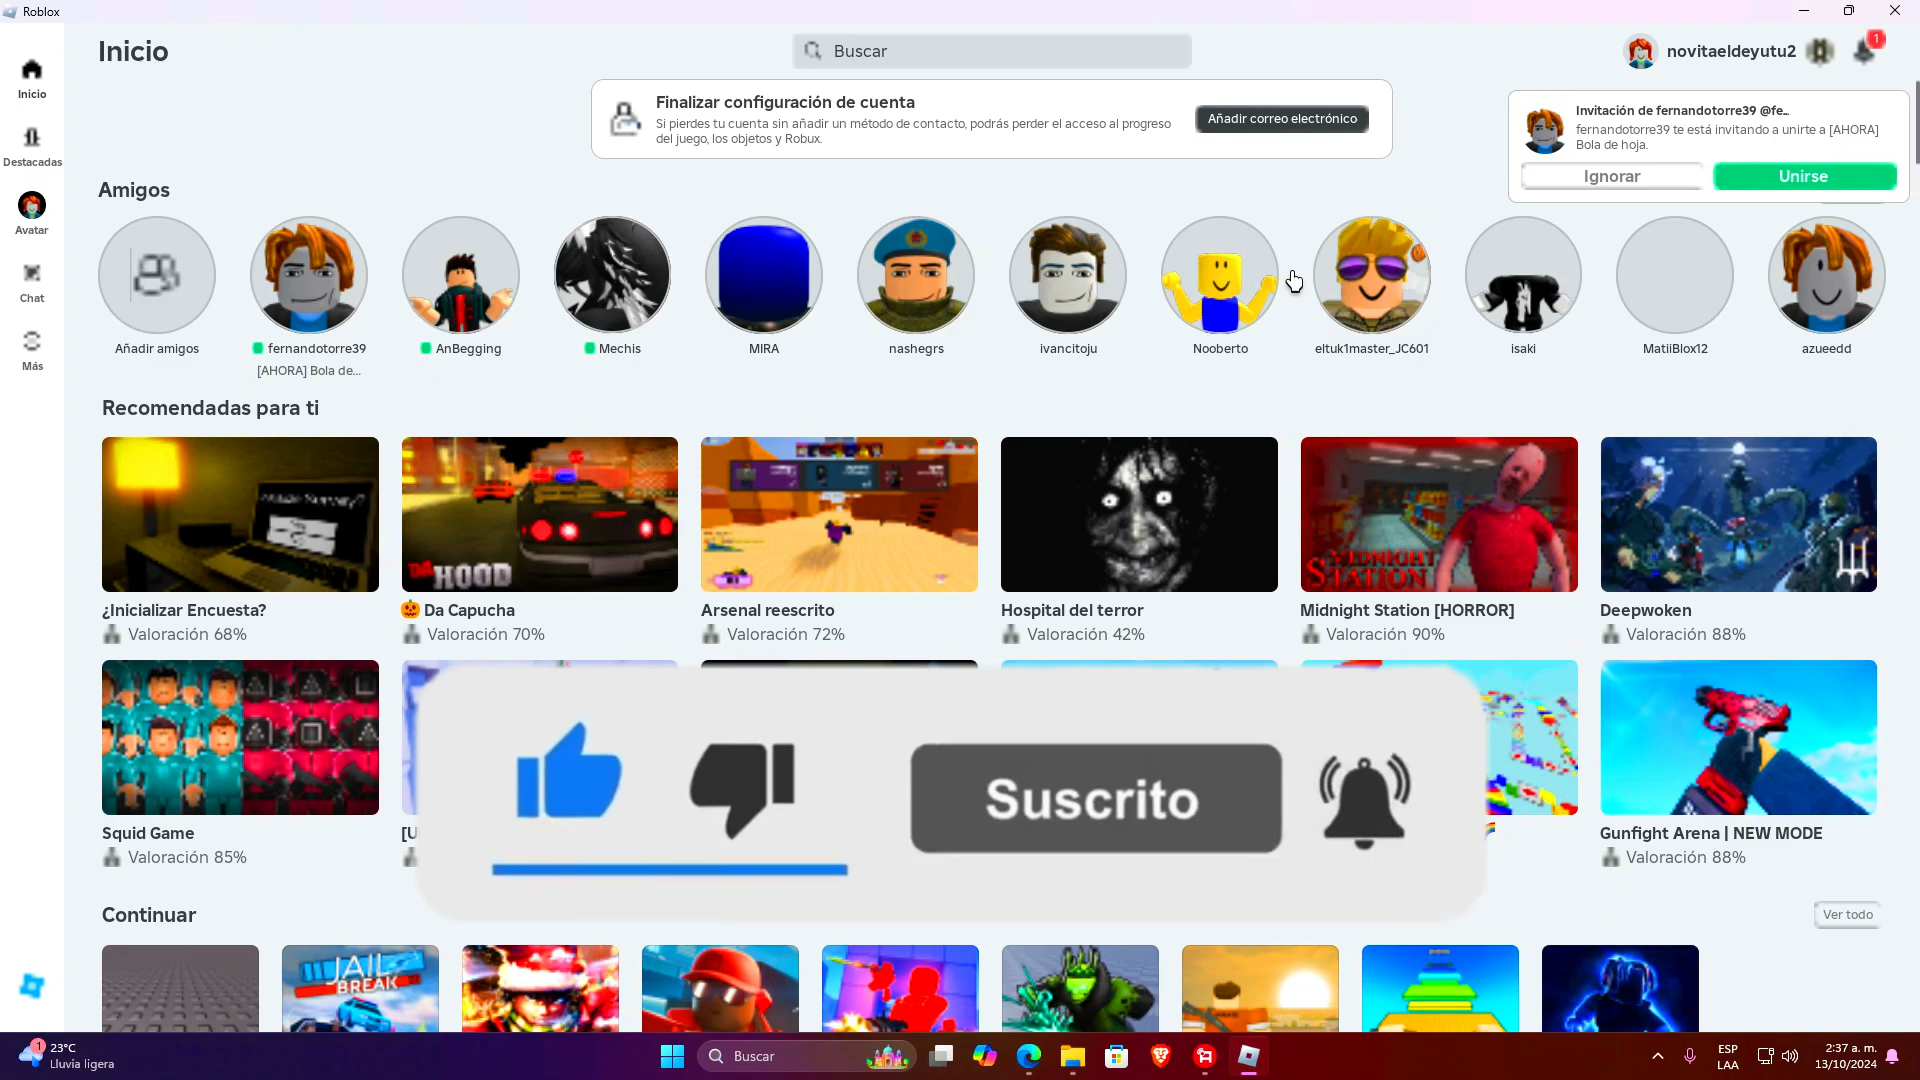 Roblox
Inicio
Buscar
novitaeldeyutu2
1
Inicio
Destacadas
Avatar
Chat
Más
Finalizar configuración de cuenta
Si pierdes tu cuenta sin añadir un método de contacto, podrás perder el acceso al progreso
del juego, los objetos y Robux.
Añadir correo electrónico
Invitación de fernandotorre39 @fe...
fernandotorre39 te está invitando a unirte a [AHORA]
Bola de hoja.
Ignorar
Unirse
Amigos
Añadir amigos
fernandotorre39
[AHORA] Bola de...
AnBegging
Mechis
MIRA
nashegrs
ivancitoju
Nooberto
eltuk1master_JC601
isaki
MatiiBlox12
azueedd
Recomendadas para ti
DA HOOD
MIDNIGHT
STATION
¿Inicializar Encuesta?
Valoración 68%
Da Capucha
Valoración 70%
Arsenal reescrito
Valoración 72%
Hospital del terror
Valoración 42%
Midnight Station [HORROR]
Valoración 90%
Deepwoken
Valoración 88%
Suscrito
Squid Game
Valoración 85%
[U
Gunfight Arena | NEW MODE
Valoración 88%
Continuar
Ver todo
JAIL
BREAK
1
23°C
Lluvia ligera
Buscar
ESP
LAA
2:37 a. m.
13/10/2024